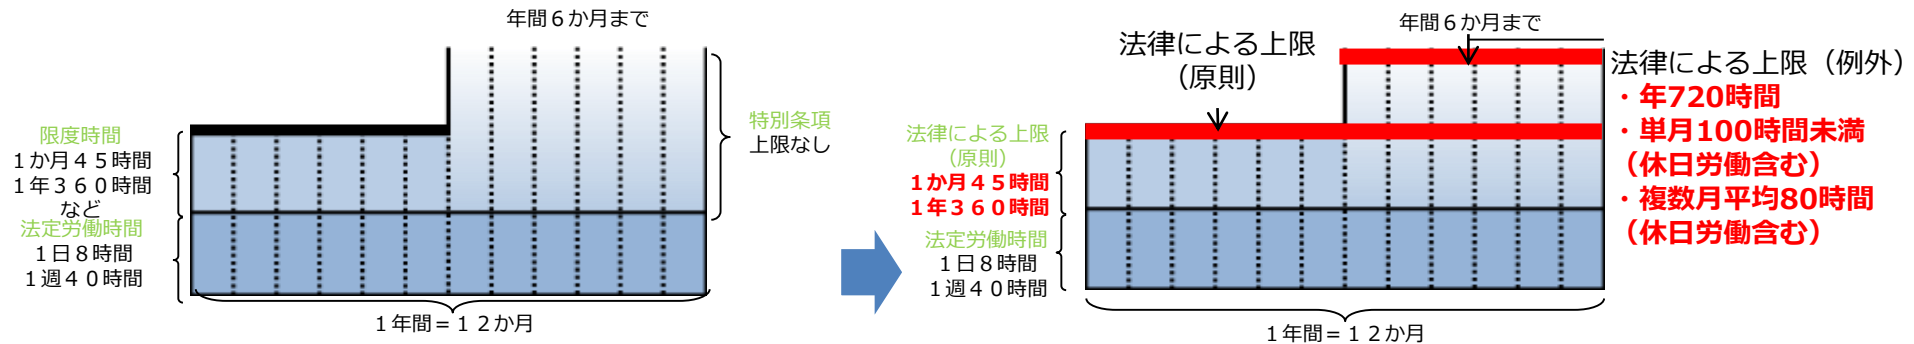 年間６か月まで
限度時間
１か月４５時間
１年３６０時間
など
法定労働時間
１日８時間
１週４０時間
特別条項
上限なし
１年間＝１２か月
年間６か月まで
法律による上限
（原則）
法律による上限
（原則）
１か月４５時間
１年３６０時間
法定労働時間
１日８時間
１週４０時間
法律による上限（例外）
・年720時間
・単月100時間未満
（休日労働含む）
・複数月平均80時間
（休日労働含む）
１年間＝１２か月